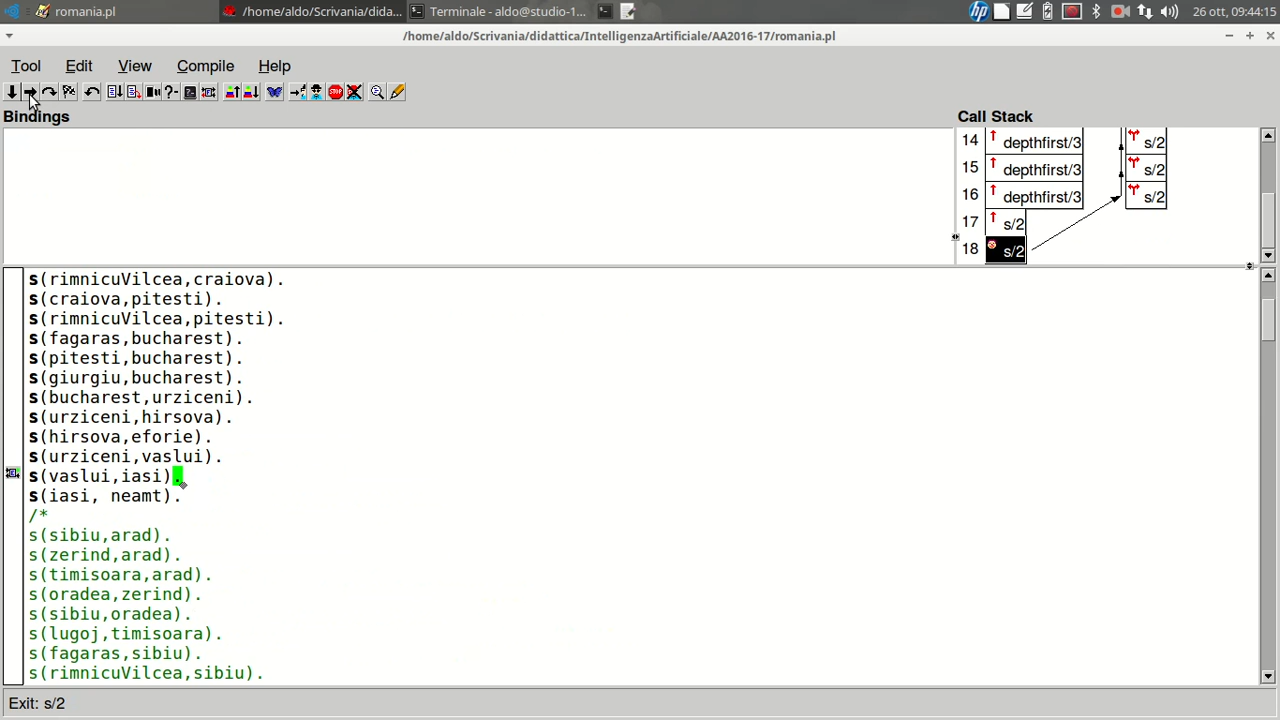 romania.pl
/home/aldo/Scrivania/dida...
Terminale - aldo@studio-1...
26 ott, 09:44:15
/home/aldo/Scrivania/didattica/IntelligenzaArtificiale/AA2016-17/romania.pl
Tool Edit View Compile Help
Bindings
Call Stack
14 depthfirst/3 s/2
15 depthfirst/3 s/2
16 depthfirst/3 s/2
17 s/2
18 s/2
s(rimnicuVilcea,craiova).
s(craiova,pitesti).
s(rimnicuVilcea,pitesti).
s(fagaras,bucharest).
s(pitesti,bucharest).
s(giurgiu,bucharest).
s(bucharest,urziceni).
s(urziceni,hirsova).
s(hirsova,eforie).
s(urziceni,vaslui).
s(vaslui,iasi).
s(iasi, neamt).
/*
s(sibiu,arad).
s(zerind,arad).
s(timisoara,arad).
s(oradea,zerind).
s(sibiu,oradea).
s(lugoj,timisoara).
s(fagaras,sibiu).
s(rimnicuVilcea,sibiu).
Exit: s/2